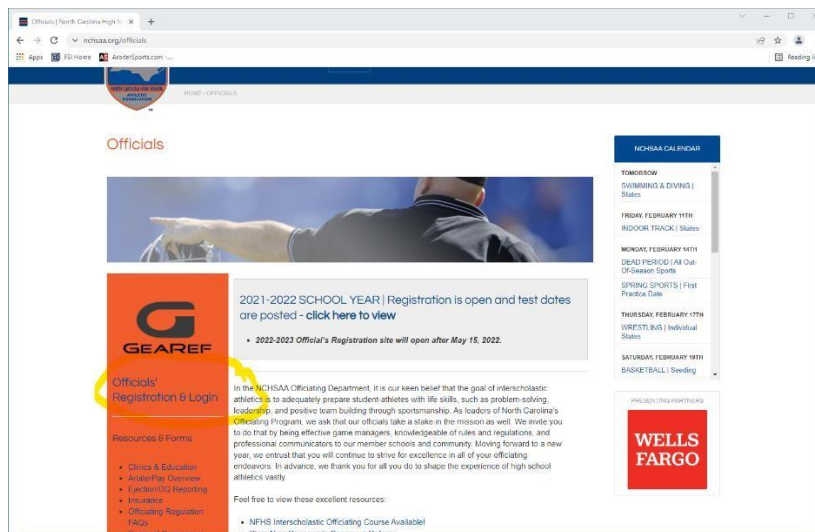 Officials | North Carolina High Sc
nchsaa.org/officials
Apps
FSI Home
ArbiterSports.com -...
Reading li
NORTH CAROLINA HIGH SCHOOL
ATHLETIC
ASSOCIATION
HOME › OFFICIALS
Officials
GEAREF
Officials'
Registration & Login
Resources & Forms
• Clinics & Education
• ArbiterPay Overview
• Ejection/DQ Reporting
• Insurance
• Officiating Regulation
FAQs
2021-2022 SCHOOL YEAR | Registration is open and test dates
are posted - click here to view
• 2022-2023 Official's Registration site will open after May 15, 2022.
In the NCHSAA Officiating Department, it is our keen belief that the goal of interscholastic
athletics is to adequately prepare student-athletes with life skills, such as problem-solving,
leadership, and positive team building through sportsmanship. As leaders of North Carolina's
Officiating Program, we ask that our officials take a stake in the mission as well. We invite you
to do that by being effective game managers, knowledgeable of rules and regulations, and
professional communicators to our member schools and community. Moving forward to a new
year, we entrust that you will continue to strive for excellence in all of your officiating
endeavors. In advance, we thank you for all you do to shape the experience of high school
athletics vastly.
Feel free to view these excellent resources:
• NFHS Interscholastic Officiating Course Available!
NCHSAA CALENDAR
TOMORROW
SWIMMING & DIVING |
States
FRIDAY, FEBRUARY 11TH
INDOOR TRACK | States
MONDAY, FEBRUARY 14TH
DEAD PERIOD | All Out-
Of-Season Sports
SPRING SPORTS | First
Practice Date
THURSDAY, FEBRUARY 17TH
WRESTLING | Individual
States
SATURDAY, FEBRUARY 19TH
BASKETBALL | Seeding
PRESENTING PARTNERS
WELLS
FARGO